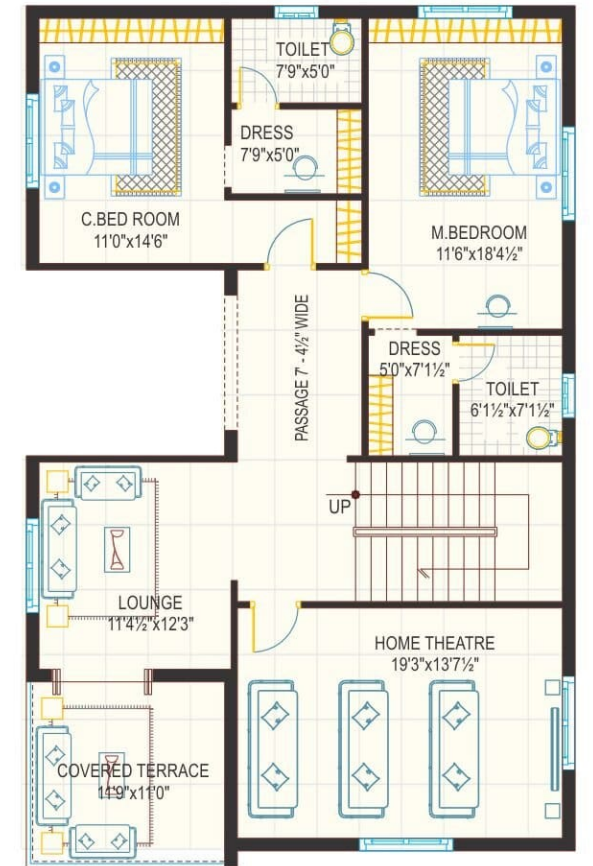 TOILET
7'9"x5'0"
DRESS
7'9"x5'0"
C.BED ROOM
11'0"x14'6"
M.BEDROOM
11'6"x18'4½"
PASSAGE 7' - 4½" WIDE
DRESS
5'0"x7'1½"
TOILET
6'1½"x7'1½"
UP
LOUNGE
11'4½"x12'3"
HOME THEATRE
19'3"x13'7½"
COVERED TERRACE
11'9"x11'0"